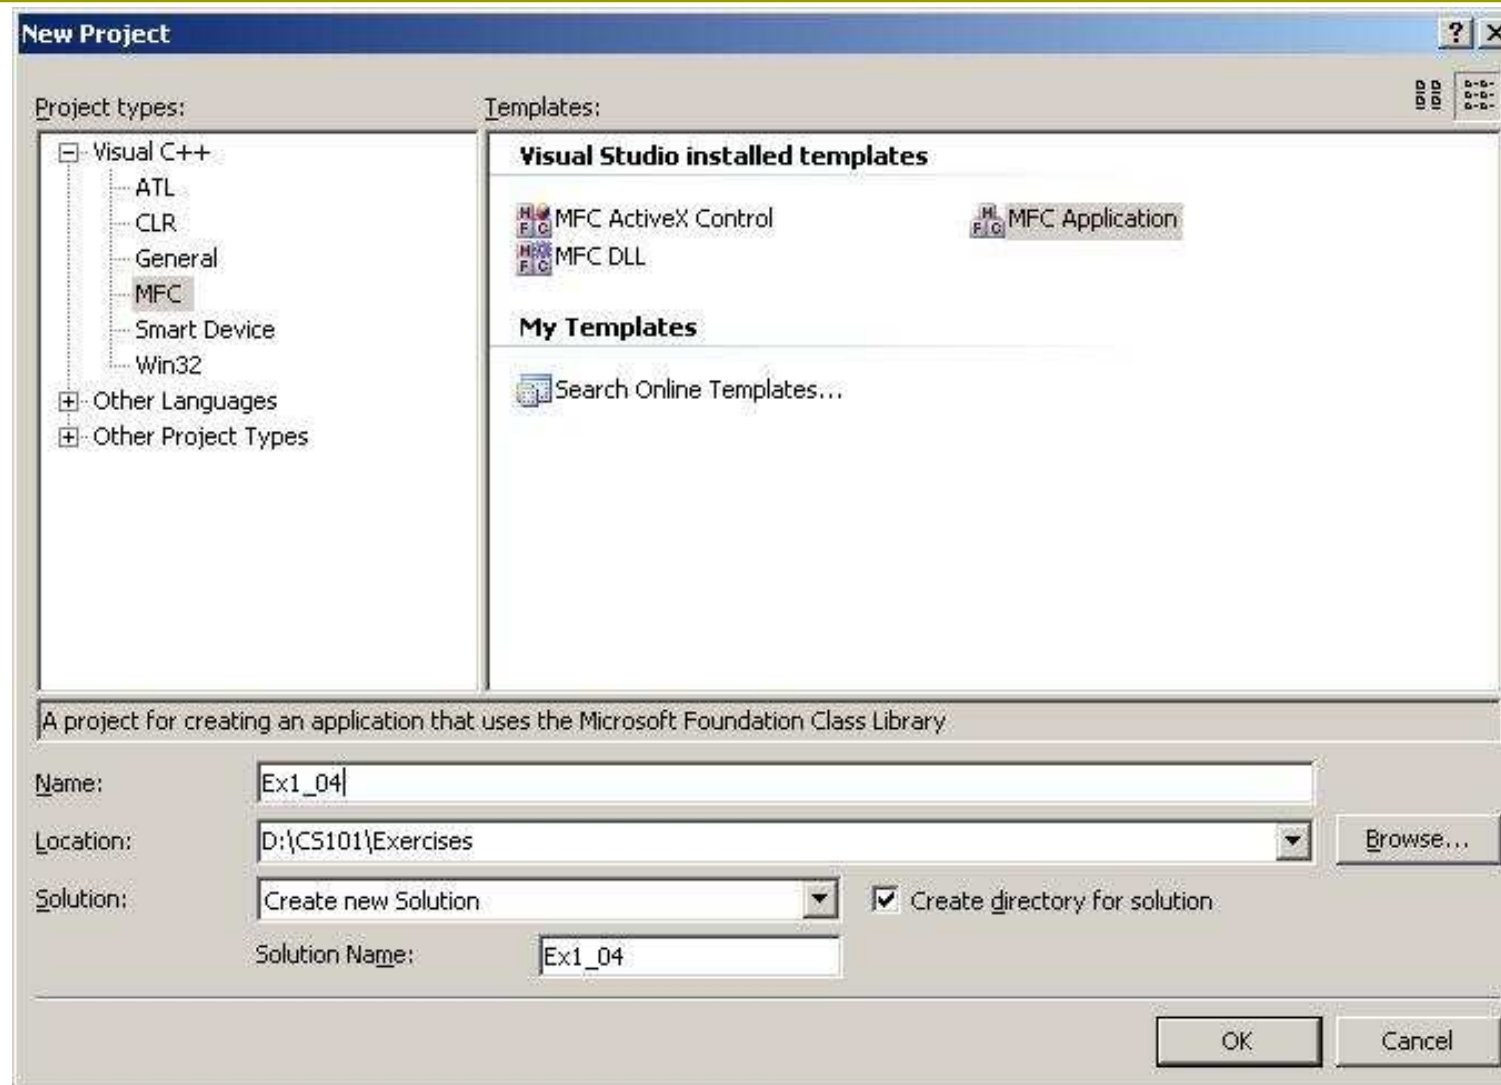 New Project
Project types:
Templates:
Visual C++
ATL
CLR
General
MFC
Smart Device
Win32
Other Languages
Other Project Types
Visual Studio installed templates
MFC ActiveX Control
MFC Application
MFC DLL
My Templates
Search Online Templates...
A project for creating an application that uses the Microsoft Foundation Class Library
Name:
Ex1_04
Location:
D:\CS101\Exercises
Browse...
Solution:
Create new Solution
Create directory for solution
Solution Name:
Ex1_04
OK
Cancel